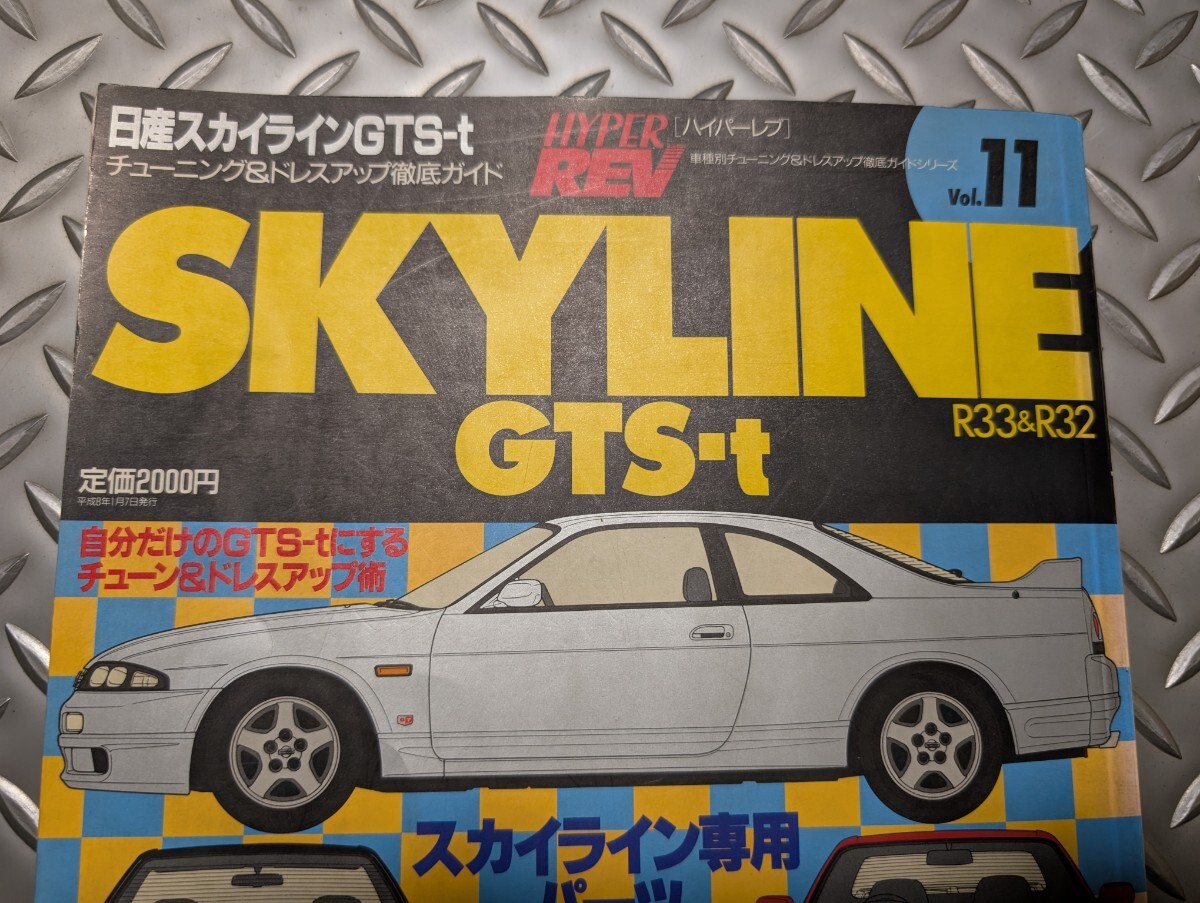 日産スカイラインGTS-t
チューニング&ドレスアップ徹底ガイド
HYPER
REV
[ハイパーレブ]
車種別チューニング&ドレスアップ徹底ガイドシリーズ
Vol.11
SKYLINE
GTS-t
R33&R32
定価2000円
平成8年1月7日発行
自分だけのGTS-tにする
チューン&ドレスアップ術
スカイライン専用
パーツ